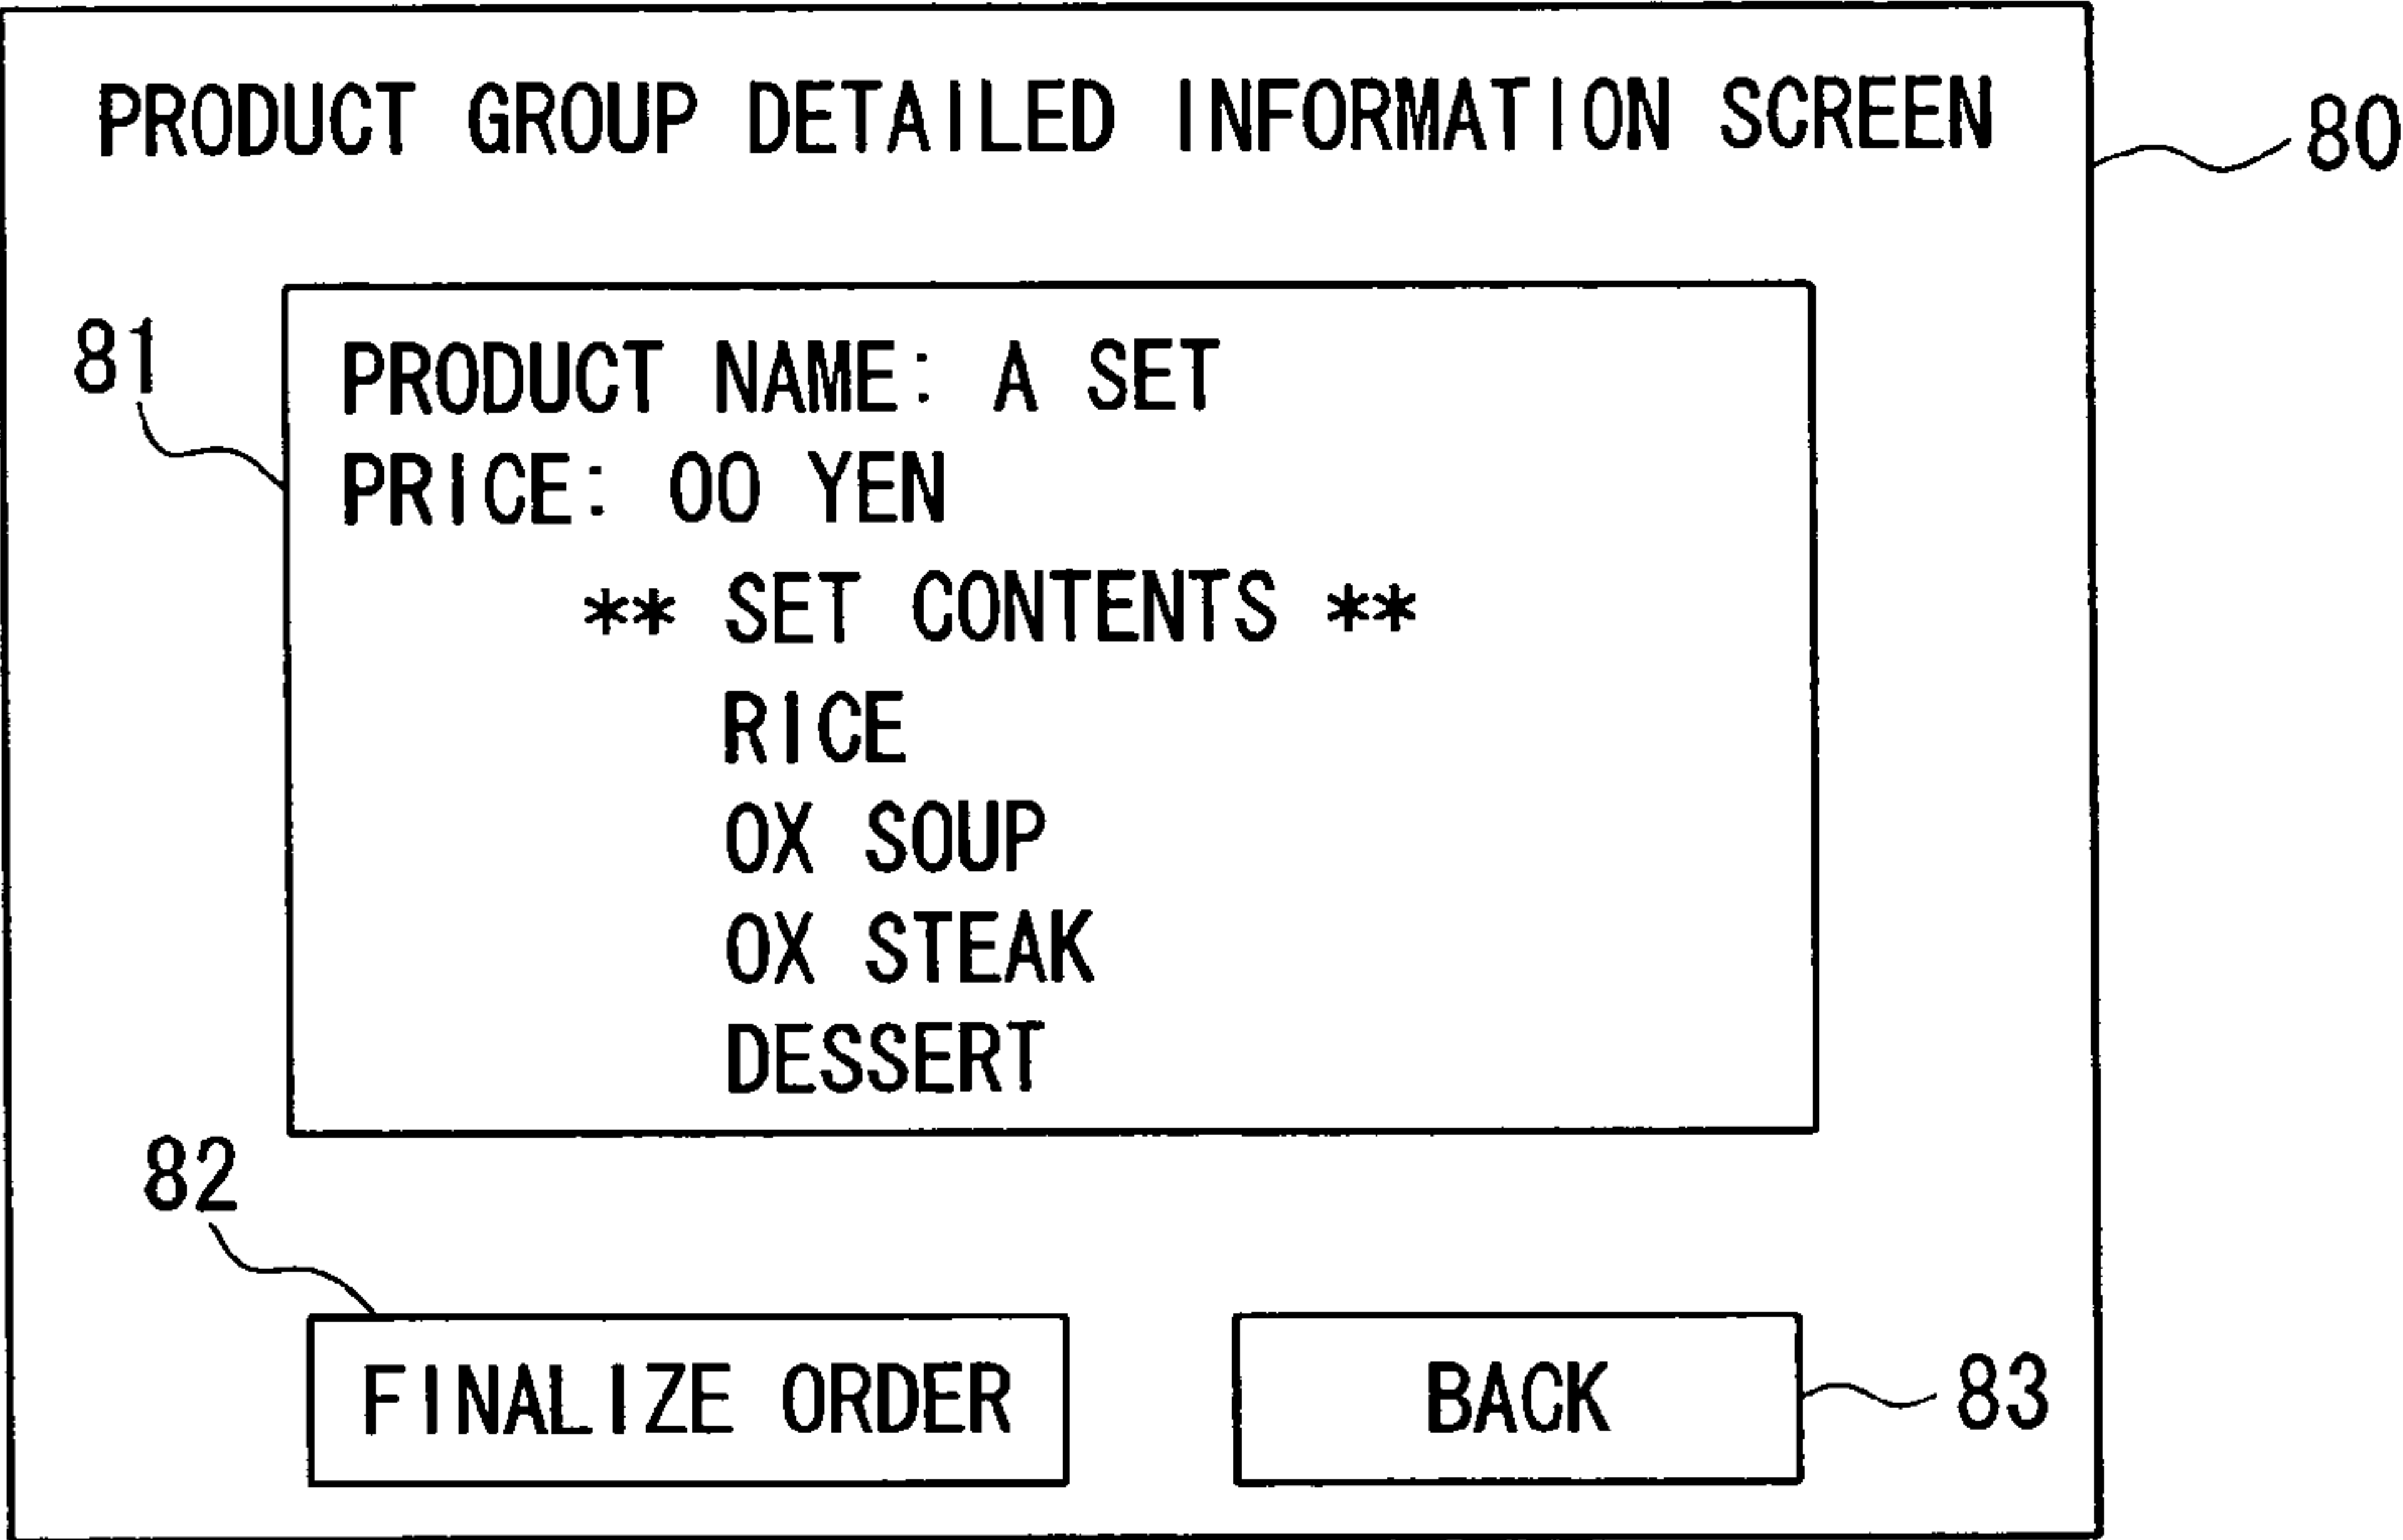 PRODUCT GROUP DETAILED INFORMATION SCREEN
80
81
PRODUCT NAME: A SET
PRICE: OO YEN
** SET CONTENTS **
RICE
OX SOUP
OX STEAK
DESSERT
82
FINALIZE ORDER
BACK
83